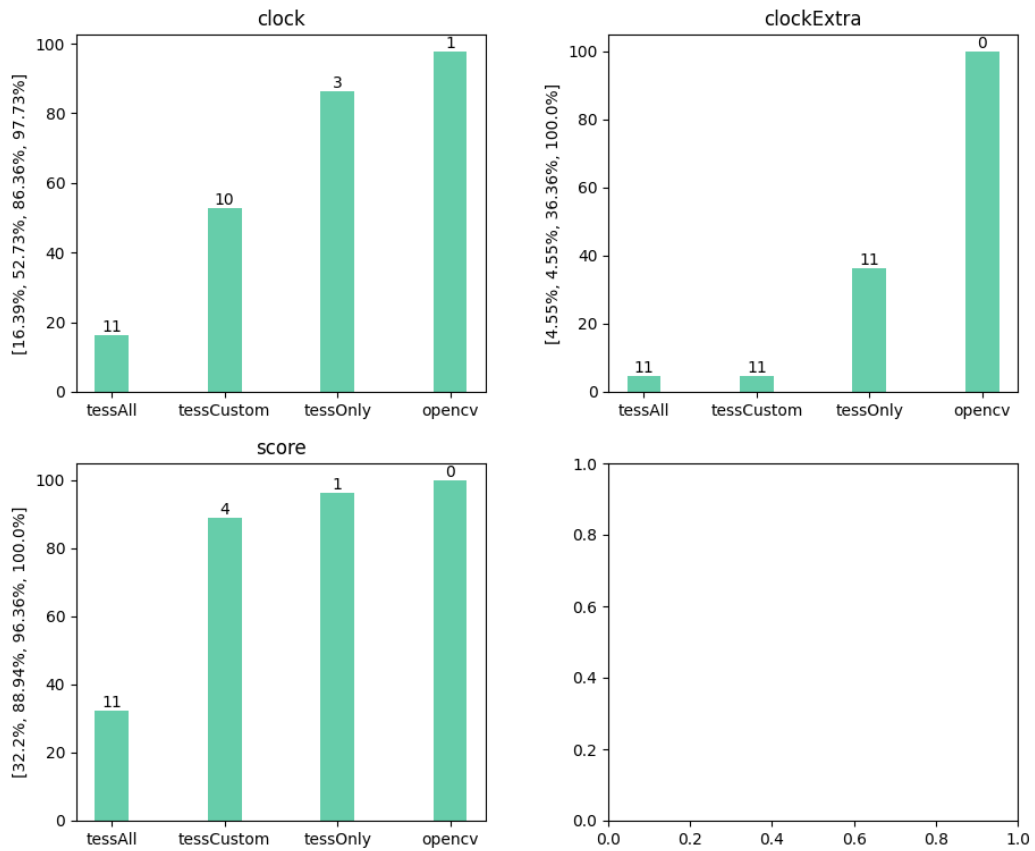 clock
[16.39%, 52.73%, 86.36%, 97.73%]
100
80
60
40
20
0
11
10
3
1
tessAll
tessCustom
tessOnly
opencv
clockExtra
[4.55%, 4.55%, 36.36%, 100.0%]
100
80
60
40
20
0
11
11
11
0
tessAll
tessCustom
tessOnly
opencv
score
[32.2%, 88.94%, 96.36%, 100.0%]
100
80
60
40
20
0
11
4
1
0
tessAll
tessCustom
tessOnly
opencv
1.0
0.8
0.6
0.4
0.2
0.0
0.0
0.2
0.4
0.6
0.8
1.0